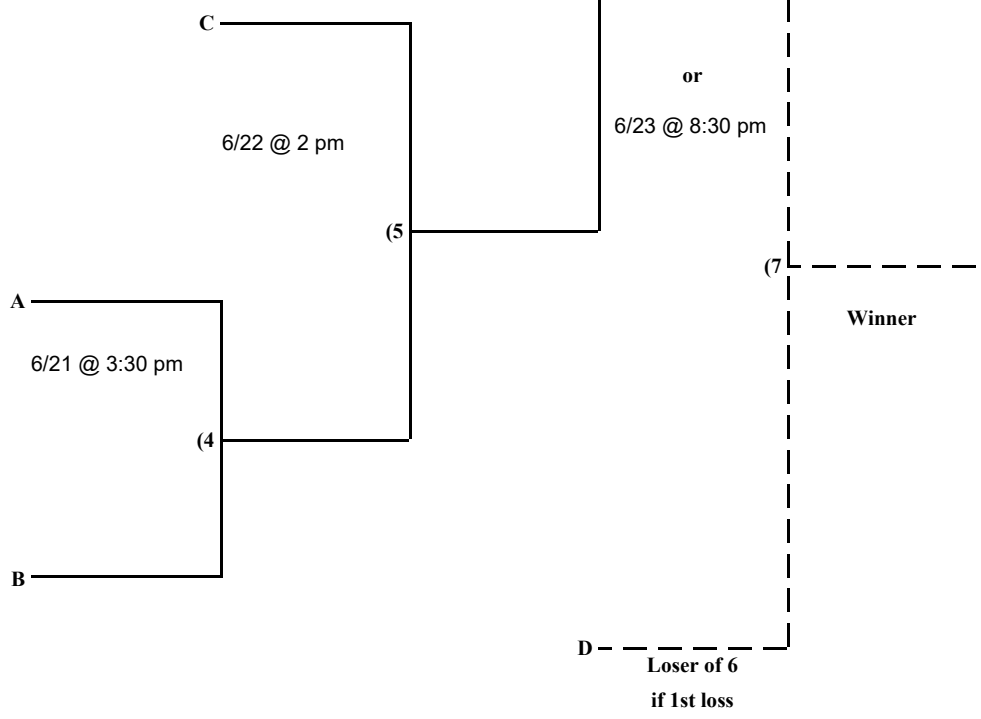 C
or
6/23 @ 8:30 pm
6/22 @ 2 pm
(5
(7
A
Winner
6/21 @ 3:30 pm
(4
B
D
Loser of 6
if 1st loss